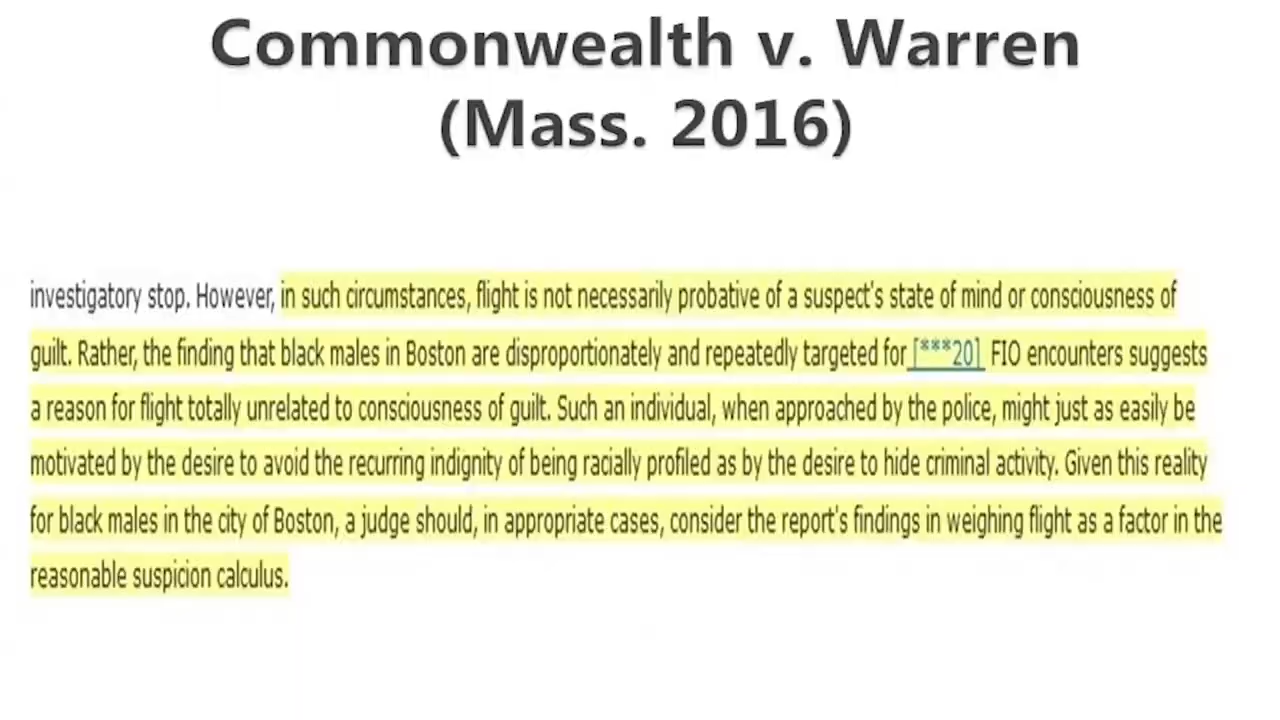 Commonwealth v. Warren
(Mass. 2016)
investigatory stop. However, in such circumstances, flight is not necessarily probative of a suspect's state of mind or consciousness of
guilt. Rather, the finding that black males in Boston are disproportionately and repeatedly targeted for [***20] FIO encounters suggests
a reason for flight totally unrelated to consciousness of guilt. Such an individual, when approached by the police, might just as easily be
motivated by the desire to avoid the recurring indignity of being racially profiled as by the desire to hide criminal activity. Given this reality
for black males in the city of Boston, a judge should, in appropriate cases, consider the report's findings in weighing flight as a factor in the
reasonable suspicion calculus.